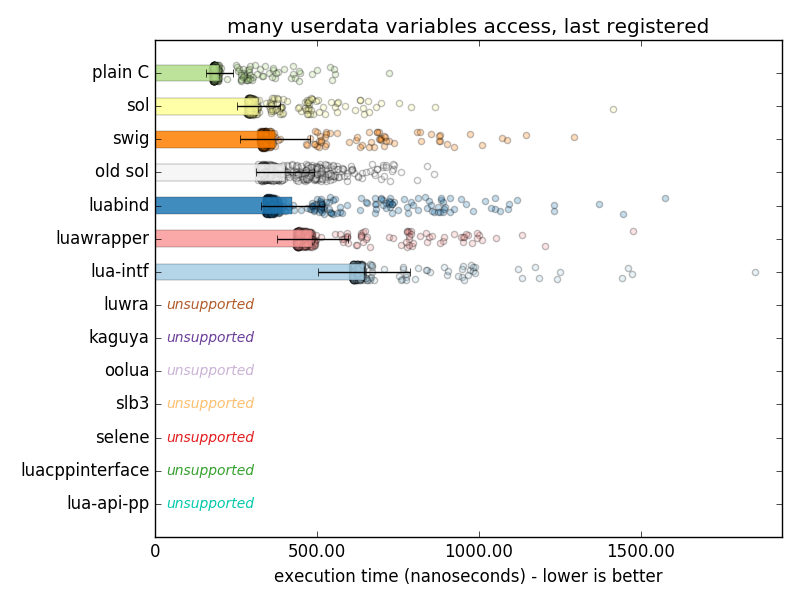 many userdata variables access, last registered
plain C
sol
swig
old sol
luabind
luawrapper
lua-intf
luwra unsupported
kaguya unsupported
oolua unsupported
slb3 unsupported
selene unsupported
luacppinterface unsupported
lua-api-pp unsupported
0 500.00 1000.00 1500.00
execution time (nanoseconds) - lower is better